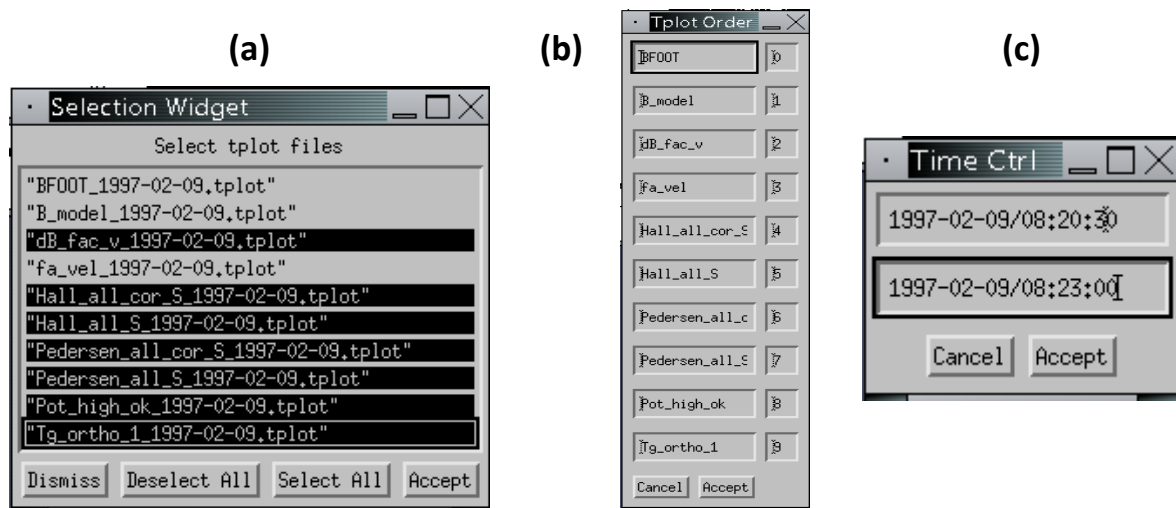 (a)
Selection Widget
Select tplot files
"BFOOT_1997-02-09.tplot"
"B_model_1997-02-09.tplot"
"dB_fac_v_1997-02-09.tplot"
"fa_vel_1997-02-09.tplot"
"Hall_all_cor_S_1997-02-09.tplot"
"Hall_all_S_1997-02-09.tplot"
"Pedersen_all_cor_S_1997-02-09.tplot"
"Pedersen_all_S_1997-02-09.tplot"
"Pot_high_ok_1997-02-09.tplot"
"Tg_ortho_1_1997-02-09.tplot"
Dismiss Deselect All Select All Accept
(b)
Tplot Order
BFOOT 0
B_model 1
dB_fac_v 2
fa_vel 3
Hall_all_cor_S 4
Hall_all_S 5
Pedersen_all_c 6
Pedersen_all_S 7
Pot_high_ok 8
Tg_ortho_1 9
Cancel Accept
(c)
Time Ctrl
1997-02-09/08:20:30
1997-02-09/08:23:00
Cancel Accept